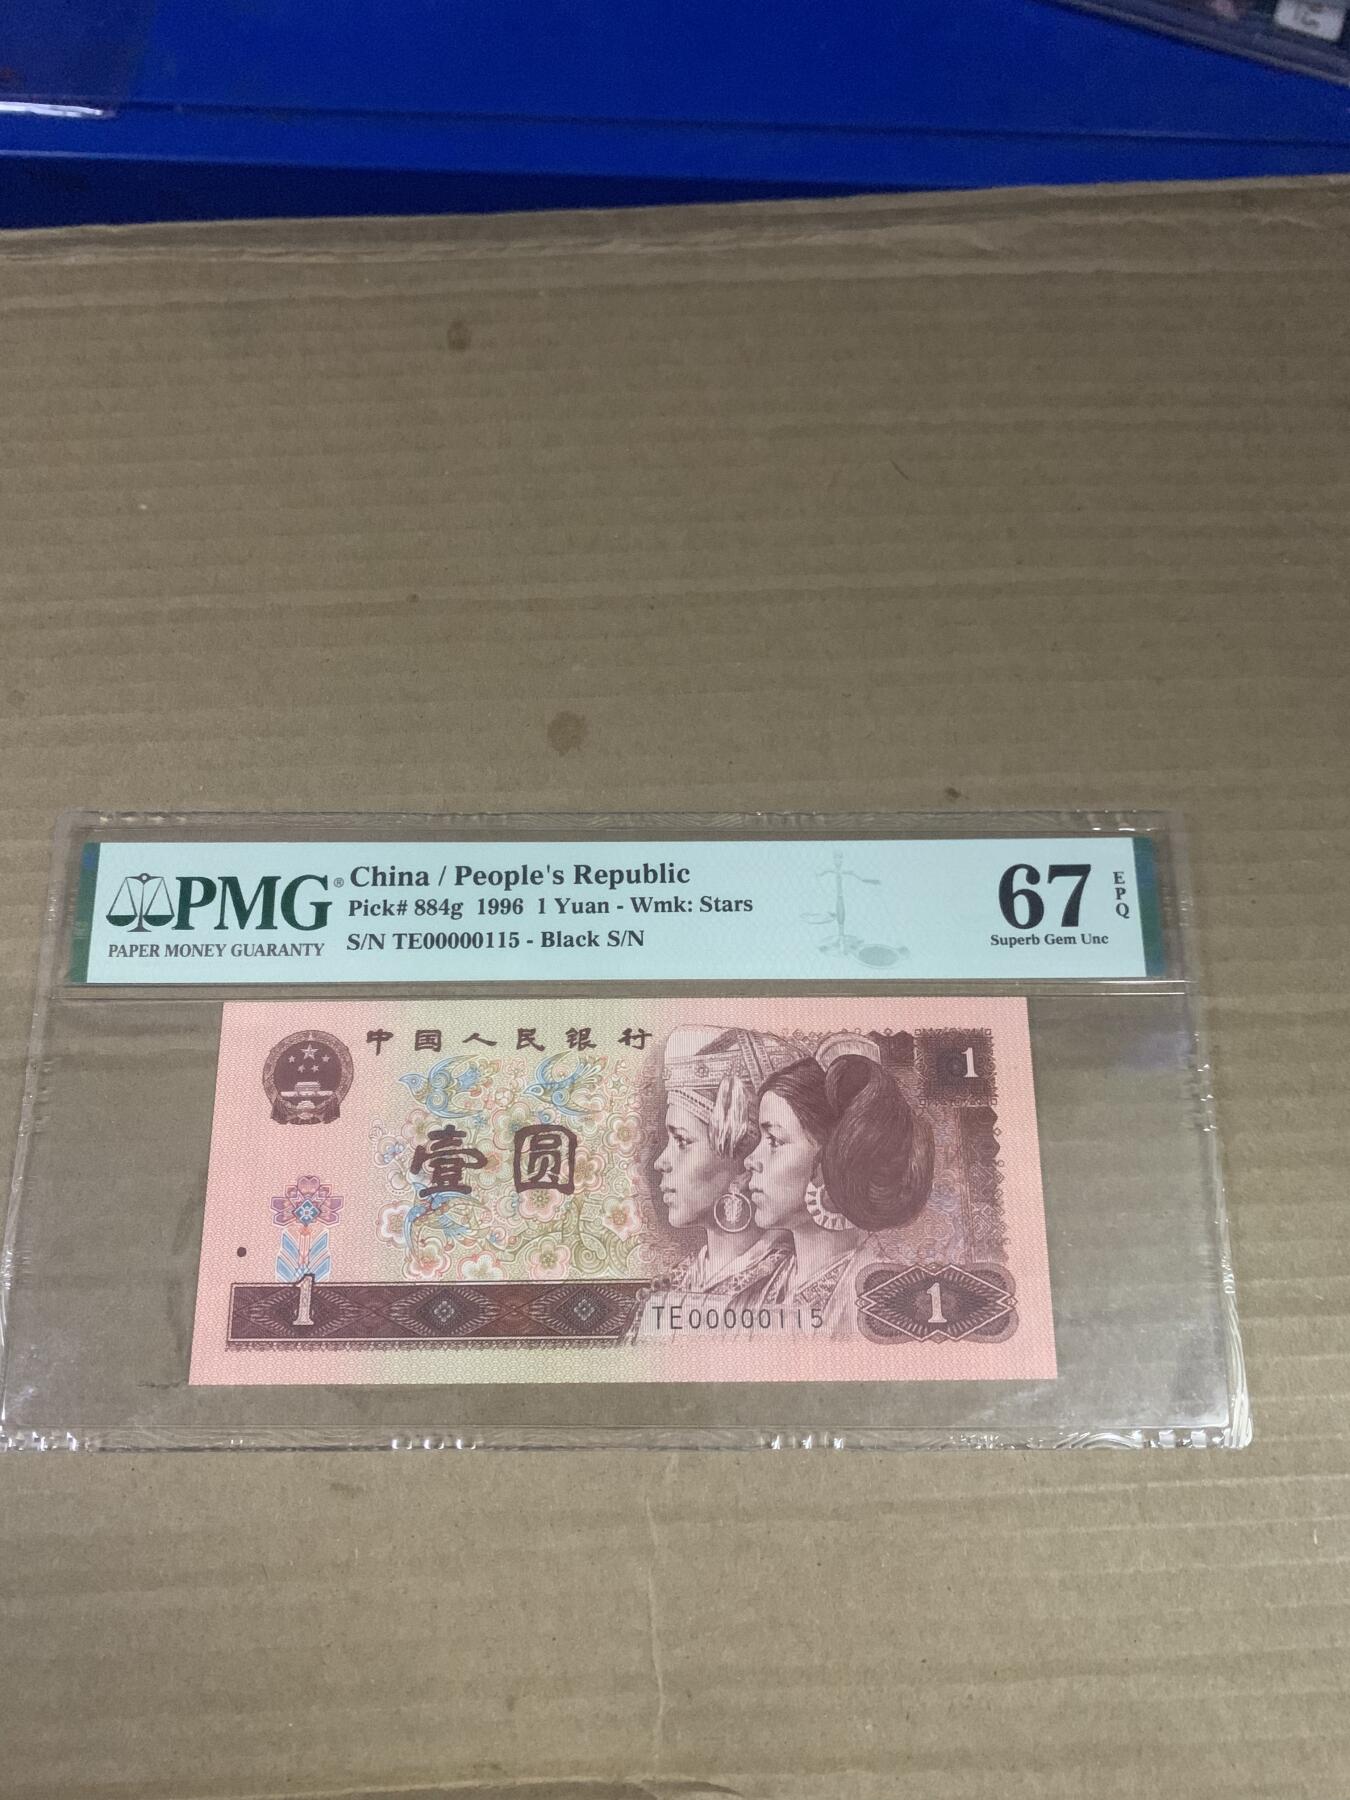 PMG®
PAPER MONEY GUARANTY
China / People's Republic
Pick# 884g 1996 1 Yuan - Wmk: Stars
S/N TE00000115 - Black S/N
67
EPQ
Superb Gem Unc
中国人民银行
1
壹圆
1
TE00000115
1